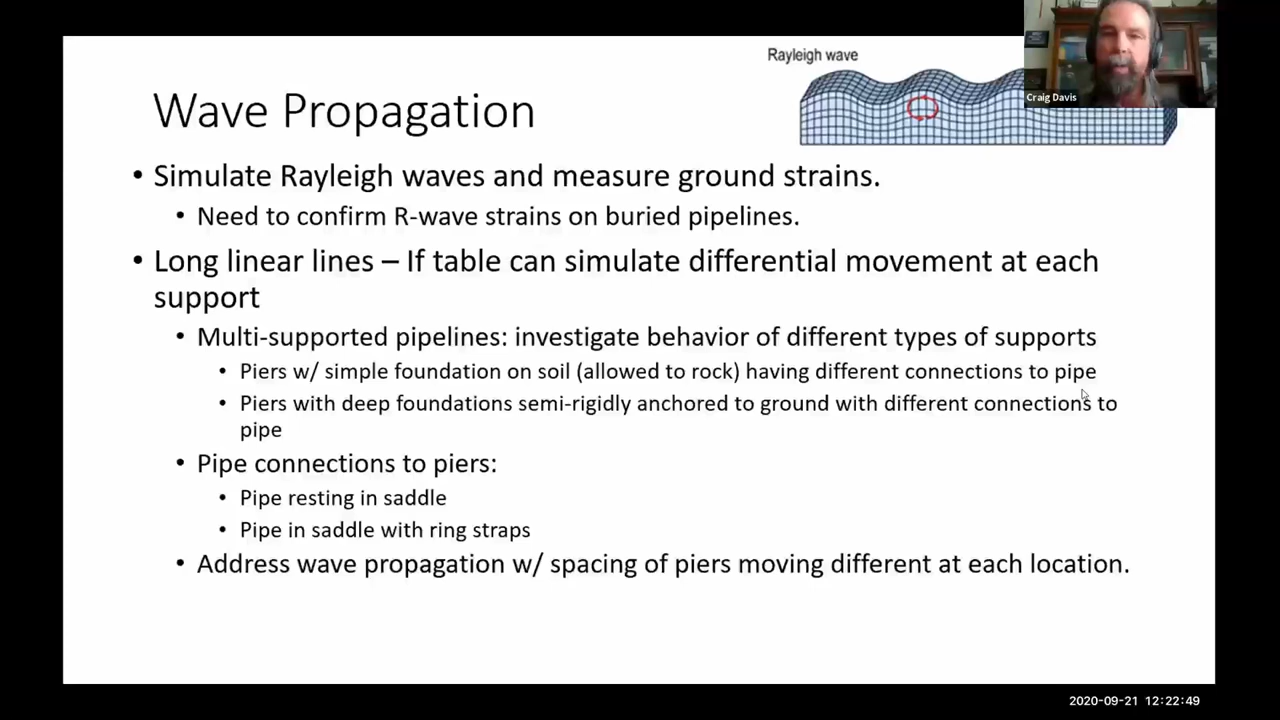 Rayleigh wave
Craig Davis
Wave Propagation
• Simulate Rayleigh waves and measure ground strains.
• Need to confirm R-wave strains on buried pipelines.
• Long linear lines – If table can simulate differential movement at each
support
• Multi-supported pipelines: investigate behavior of different types of supports
• Piers w/ simple foundation on soil (allowed to rock) having different connections to pipe
• Piers with deep foundations semi-rigidly anchored to ground with different connections to
pipe
• Pipe connections to piers:
• Pipe resting in saddle
• Pipe in saddle with ring straps
• Address wave propagation w/ spacing of piers moving different at each location.
2020-09-21 12:22:49